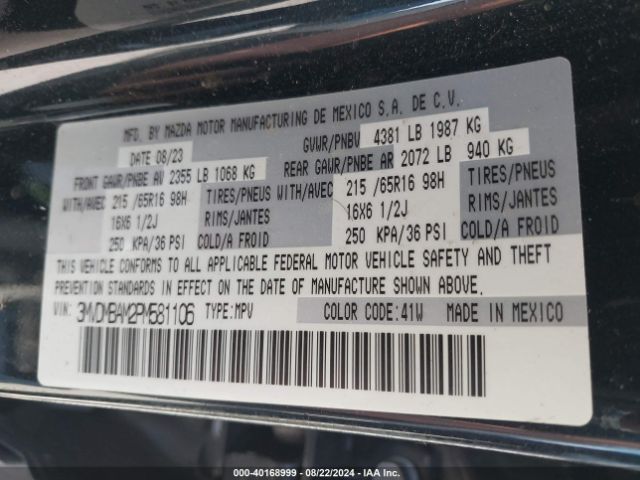 MFD. BY MAZDA MOTOR MANUFACTURING DE MEXICO S.A. DE C.V.
DATE 08/23 GVWR/PNBV 4381 LB 1987 KG
FRONT GAWR/PNBE AV 2355 LB 1068 KG REAR GAWR/PNBE AR 2072 LB 940 KG
WITH/AVEC 215 /65R16 98H TIRES/PNEUS WITH/AVEC 215 /65R16 98H TIRES/PNEUS
16X6 1/2J RIMS/JANTES 16X6 1/2J RIMS/JANTES
250 KPA/36 PSI COLD/A FROID 250 KPA/36 PSI COLD/A FROID
THIS VEHICLE CONFORMS TO ALL APPLICABLE FEDERAL MOTOR VEHICLE SAFETY AND THEFT
PREVENTION STANDARDS IN EFFECT ON THE DATE OF MANUFACTURE SHOWN ABOVE.
VIN: 3MVDMBAM2PM581106 TYPE:MPV COLOR CODE:41W MADE IN MEXICO
000-40168999 - 08/22/2024 - IAA Inc.